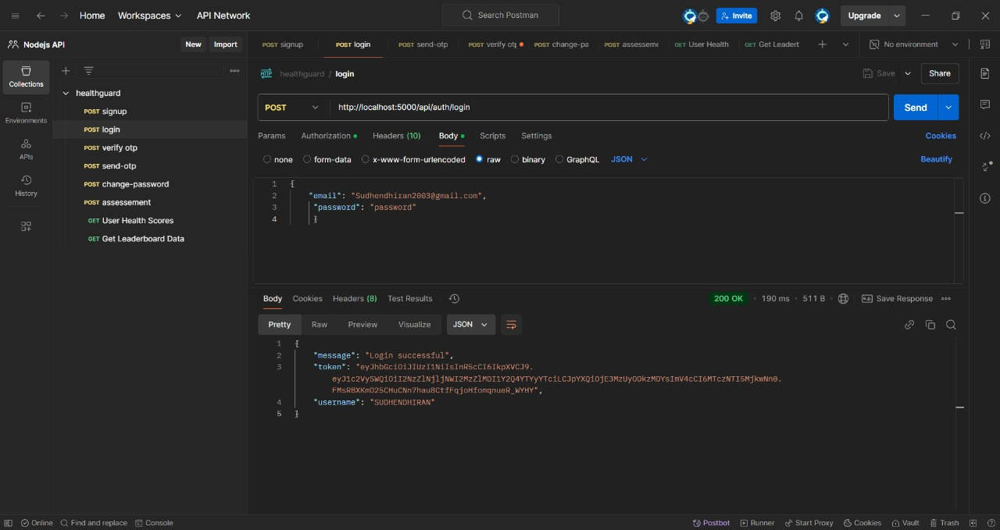 Home Workspaces API Network Search Postman Invite Upgrade
Nodejs API New Import POST signup POST login POST send-otp POST verify otp POST change-pa POST assesseme GET User Health GET Get Leadert No environment
Collections
Environments
APIs
History
healthguard
POST signup
POST login
POST verify otp
POST send-otp
POST change-password
POST assessement
GET User Health Scores
GET Get Leaderboard Data
HTTP healthguard / login Save Share
POST http://localhost:5000/api/auth/login Send
Params Authorization Headers (10) Body Scripts Settings Cookies
none form-data x-www-form-urlencoded raw binary GraphQL JSON Beautify
1 {
2 "email": "Sudhendhiran2003@gmail.com",
3 "password": "password"
4 }
Body Cookies Headers (8) Test Results 200 OK 190 ms 511 B Save Response
Pretty Raw Preview Visualize JSON
1 {
2 "message": "Login successful",
3 "token": "eyJhbGciOiJIUzI1NiIsInR5cCI6IkpXVCJ9.
eyJ1c2VySWQiOiI2NzZlNjljNWI2MzZlMDI1Y2Q4YTYyYTciLCJpYXQiOjE3MzUyODkzMDYsImV4cCI6MTczNTI5MjkwNn0.
FMsRBXKmD25CHuCNn7hau8CtfFqjoHfomqnueR_WYHY",
4 "username": "SUDHENDHIRAN"
5 }
Online Find and replace Console Postbot Runner Start Proxy Cookies Vault Trash